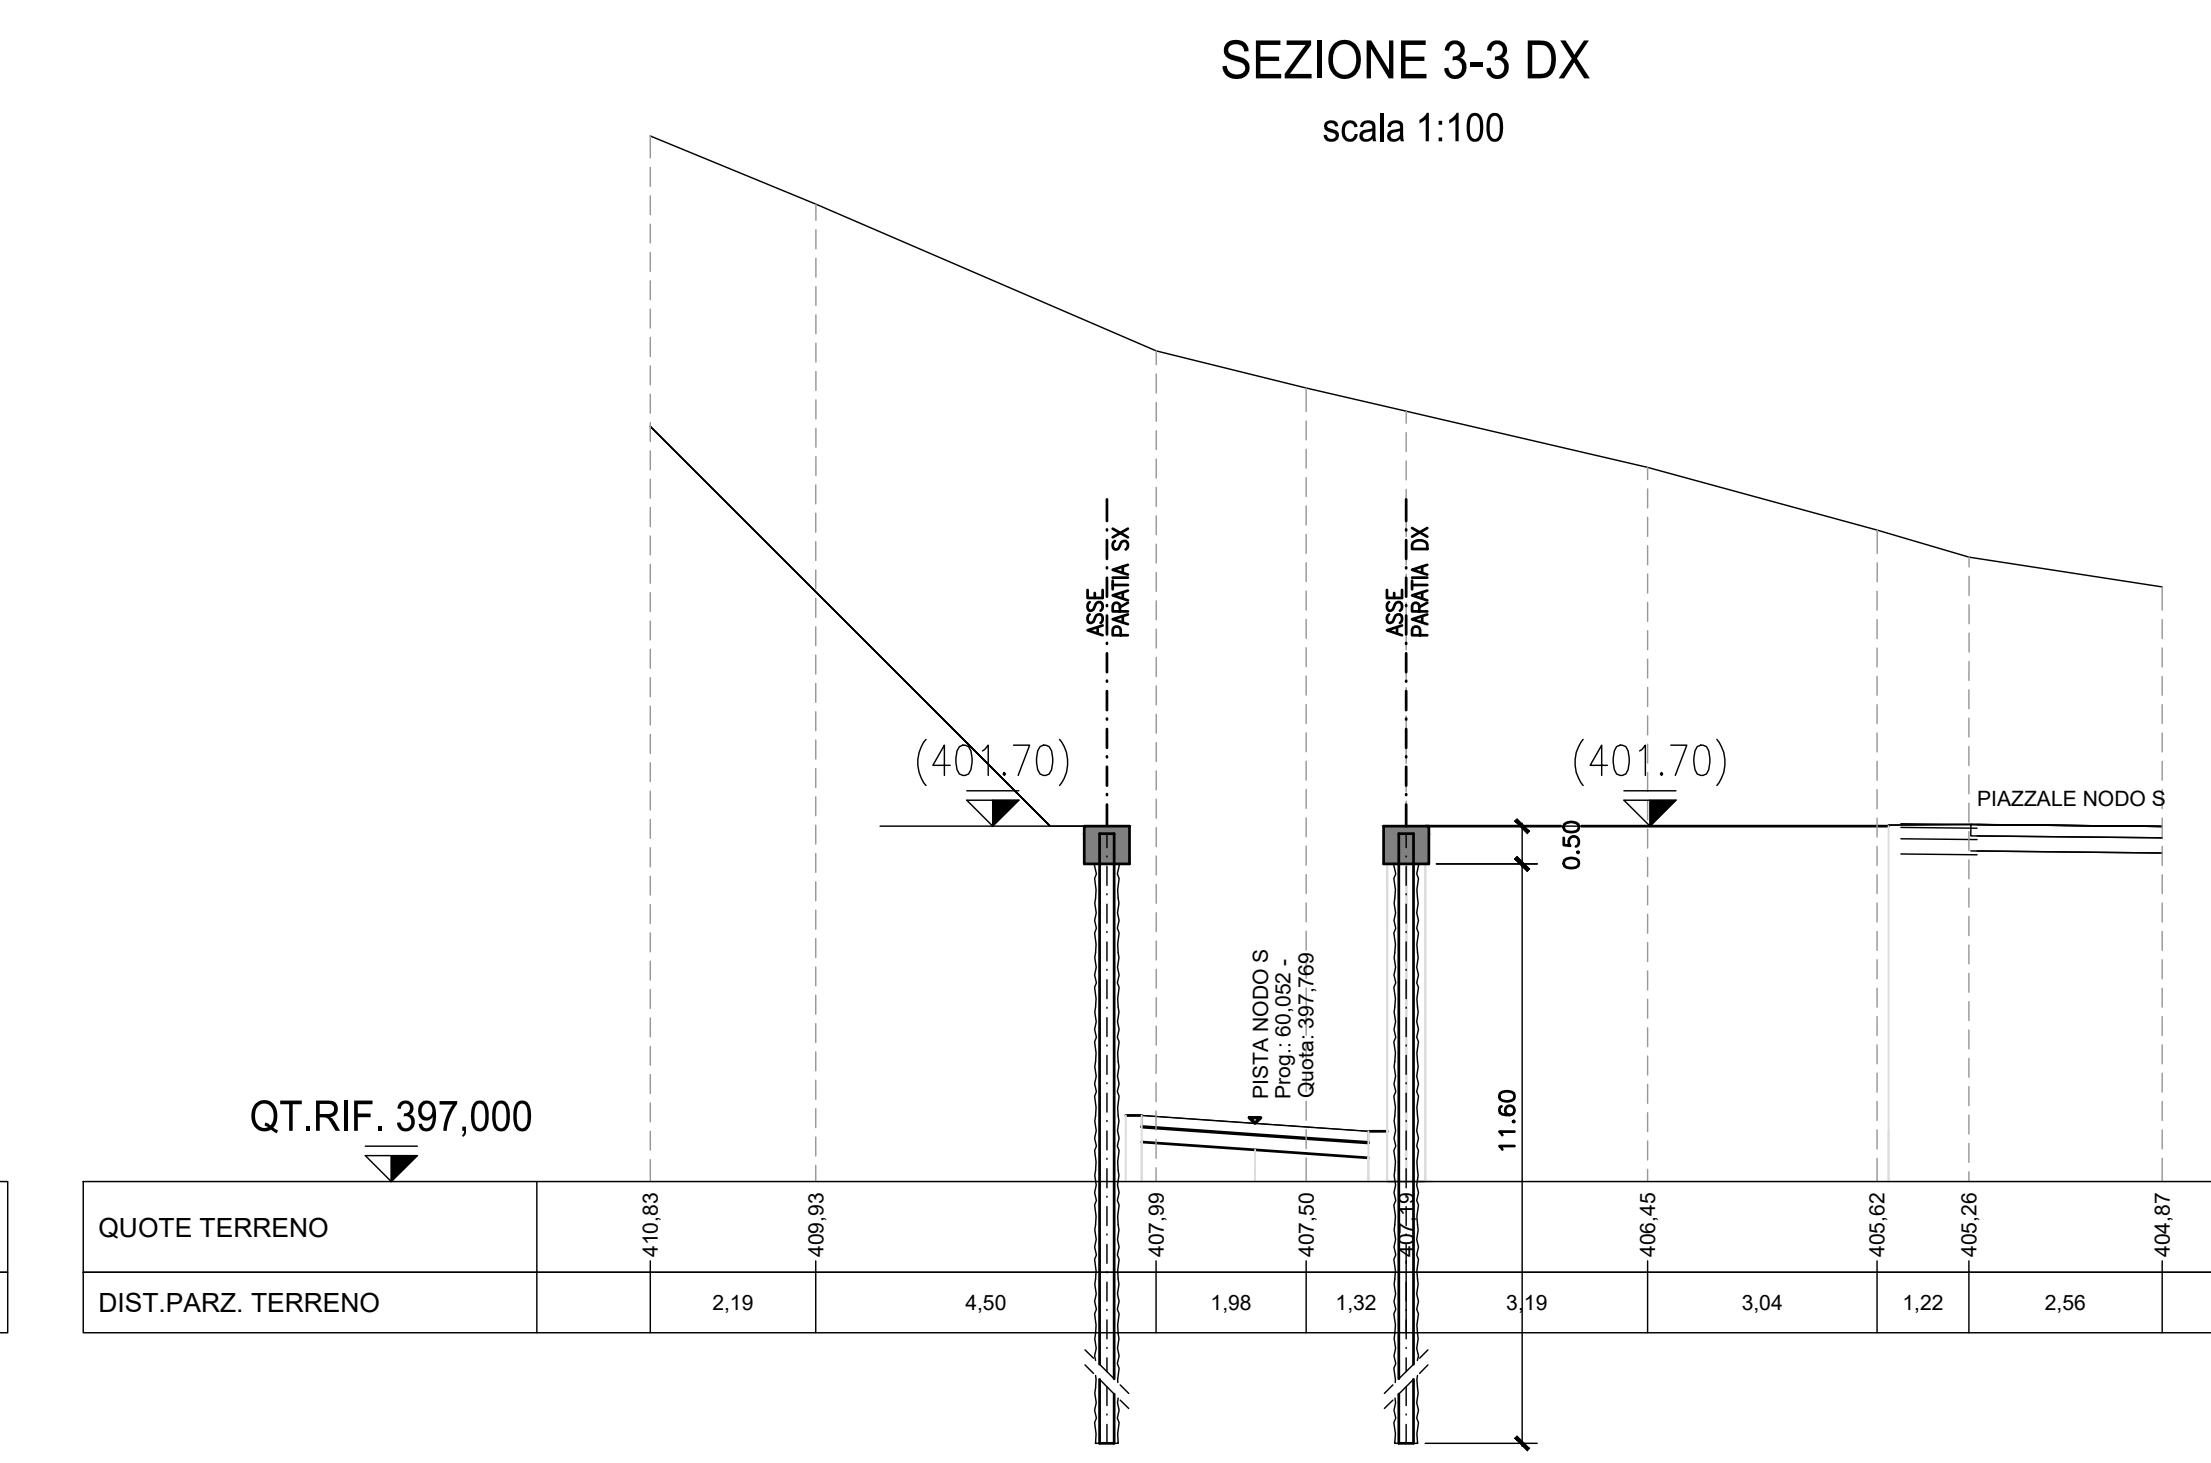 SEZIONE 3-3 DX
scala 1:100
ASSE
PARATIA SX
ASSE
PARATIA DX
(401.70)
(401.70)
PIAZZALE NODO S
0.50
PISTA NODO S
Prog.: 60,052 -
Quota: 397,769
11.60
QT.RIF. 397,000
QUOTE TERRENO 410,83 409,93 407,99 407,50 407,19 406,45 405,62 405,26 404,87
DIST.PARZ. TERRENO 2,19 4,50 1,98 1,32 3,19 3,04 1,22 2,56